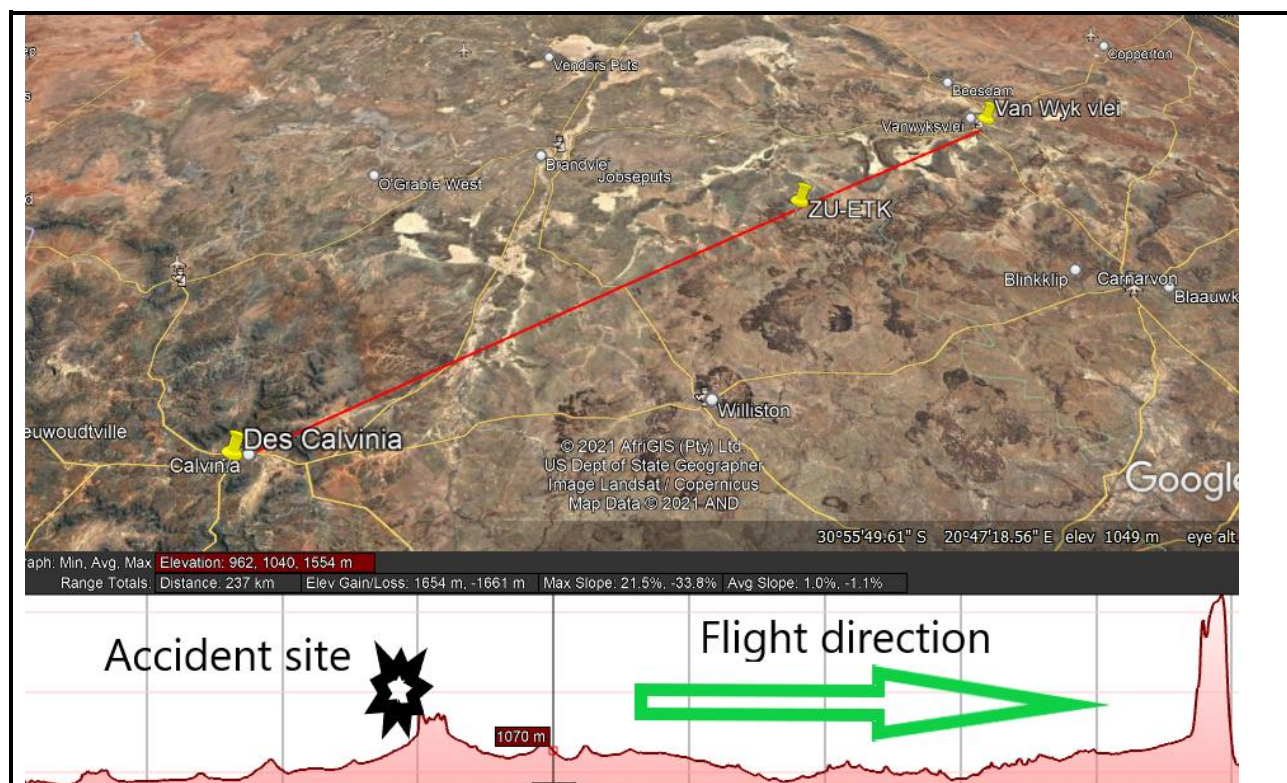 Copperton
Vendors Puts
Beesdam
Van Wyk vlei
Vanwyksvlei
Brandvlei
Jobseputs
O'Grabie West
ZU-ETK
Blinkklip
Carnarvon
Blaauwk
Williston
euwoudtville
Des Calvinia
Calvinia
© 2021 AfriGIS (Pty) Ltd.
US Dept of State Geographer
Image Landsat / Copernicus
Map Data © 2021 AND
Google
30°55'49.61" S 20°47'18.56" E elev 1049 m eye alt
raph: Min, Avg, Max Elevation: 962, 1040, 1554 m
Range Totals: Distance: 237 km Elev Gain/Loss: 1654 m, -1661 m Max Slope: 21.5%, -33.8% Avg Slope: 1.0%, -1.1%
Accident site
Flight direction
1070 m